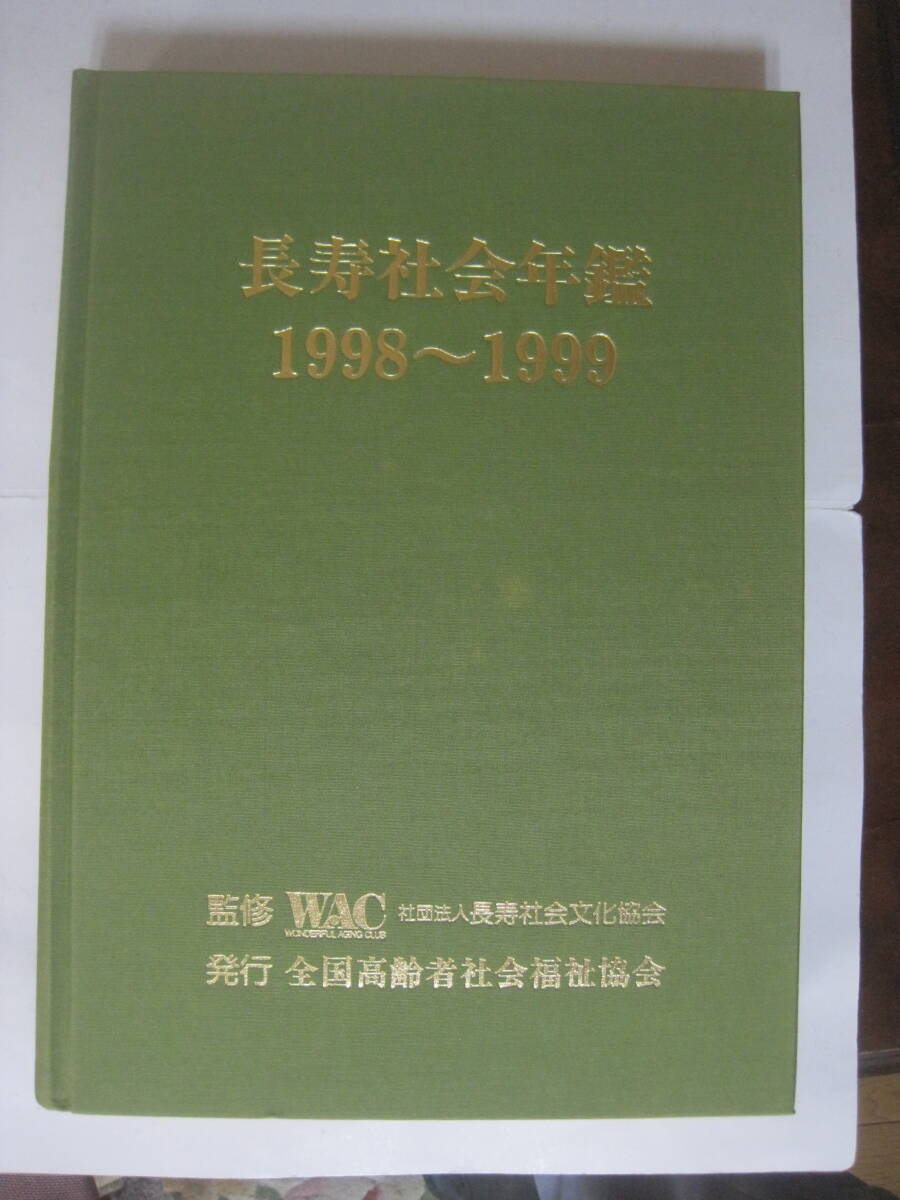 長寿社会年鑑
1998～1999
監修 WAC 社団法人 長寿社会文化協会
WONDERFUL AGING CLUB
発行 全国高齢者社会福祉協会